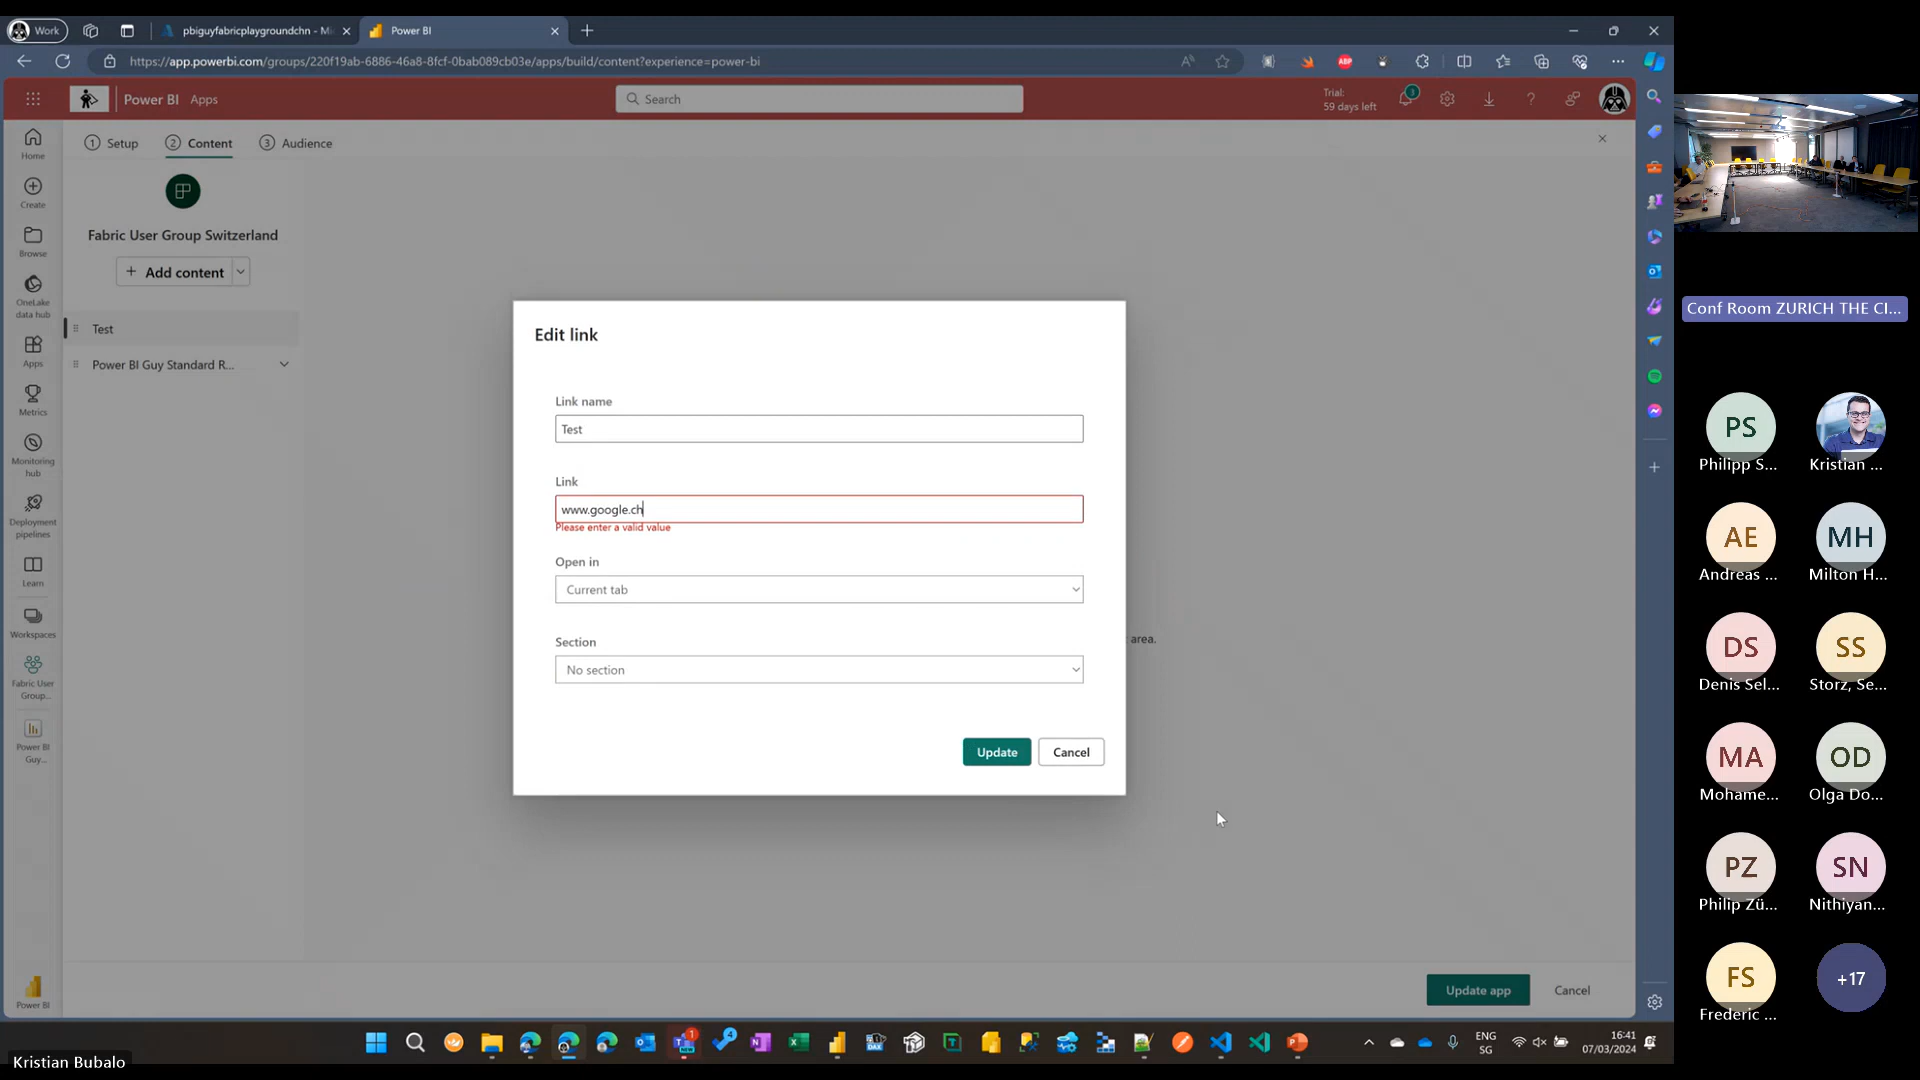 Work
pbiguyfabricplaygroundchn - Mi
Power BI
https://app.powerbi.com/groups/220f19ab-6886-46a8-8fcf-0bab089cb03e/apps/build/content?experience=power-bi
ABP
Power BI Apps
Search
Trial:
59 days left
3
Home
Create
Browse
OneLake
data hub
Apps
Metrics
Monitoring
hub
Deployment
pipelines
Learn
Workspaces
Fabric User
Group...
Power BI
Guy...
Power BI
1 Setup
2 Content
3 Audience
Fabric User Group Switzerland
+ Add content
Test
Power BI Guy Standard R...
Edit link
Link name
Test
Link
www.google.ch
Please enter a valid value
Open in
Current tab
Section
No section
Update
Cancel
area.
Update app
Cancel
1
4
DAX
ENG
SG
16:41
07/03/2024
Kristian Bubalo
Conf Room ZURICH THE CI...
PS
Philipp S...
Kristian ...
AE
Andreas ...
MH
Milton H...
DS
Denis Sel...
SS
Storz, Se...
MA
Mohame...
OD
Olga Do...
PZ
Philip Zü...
SN
Nithiyan...
FS
Frederic ...
+17